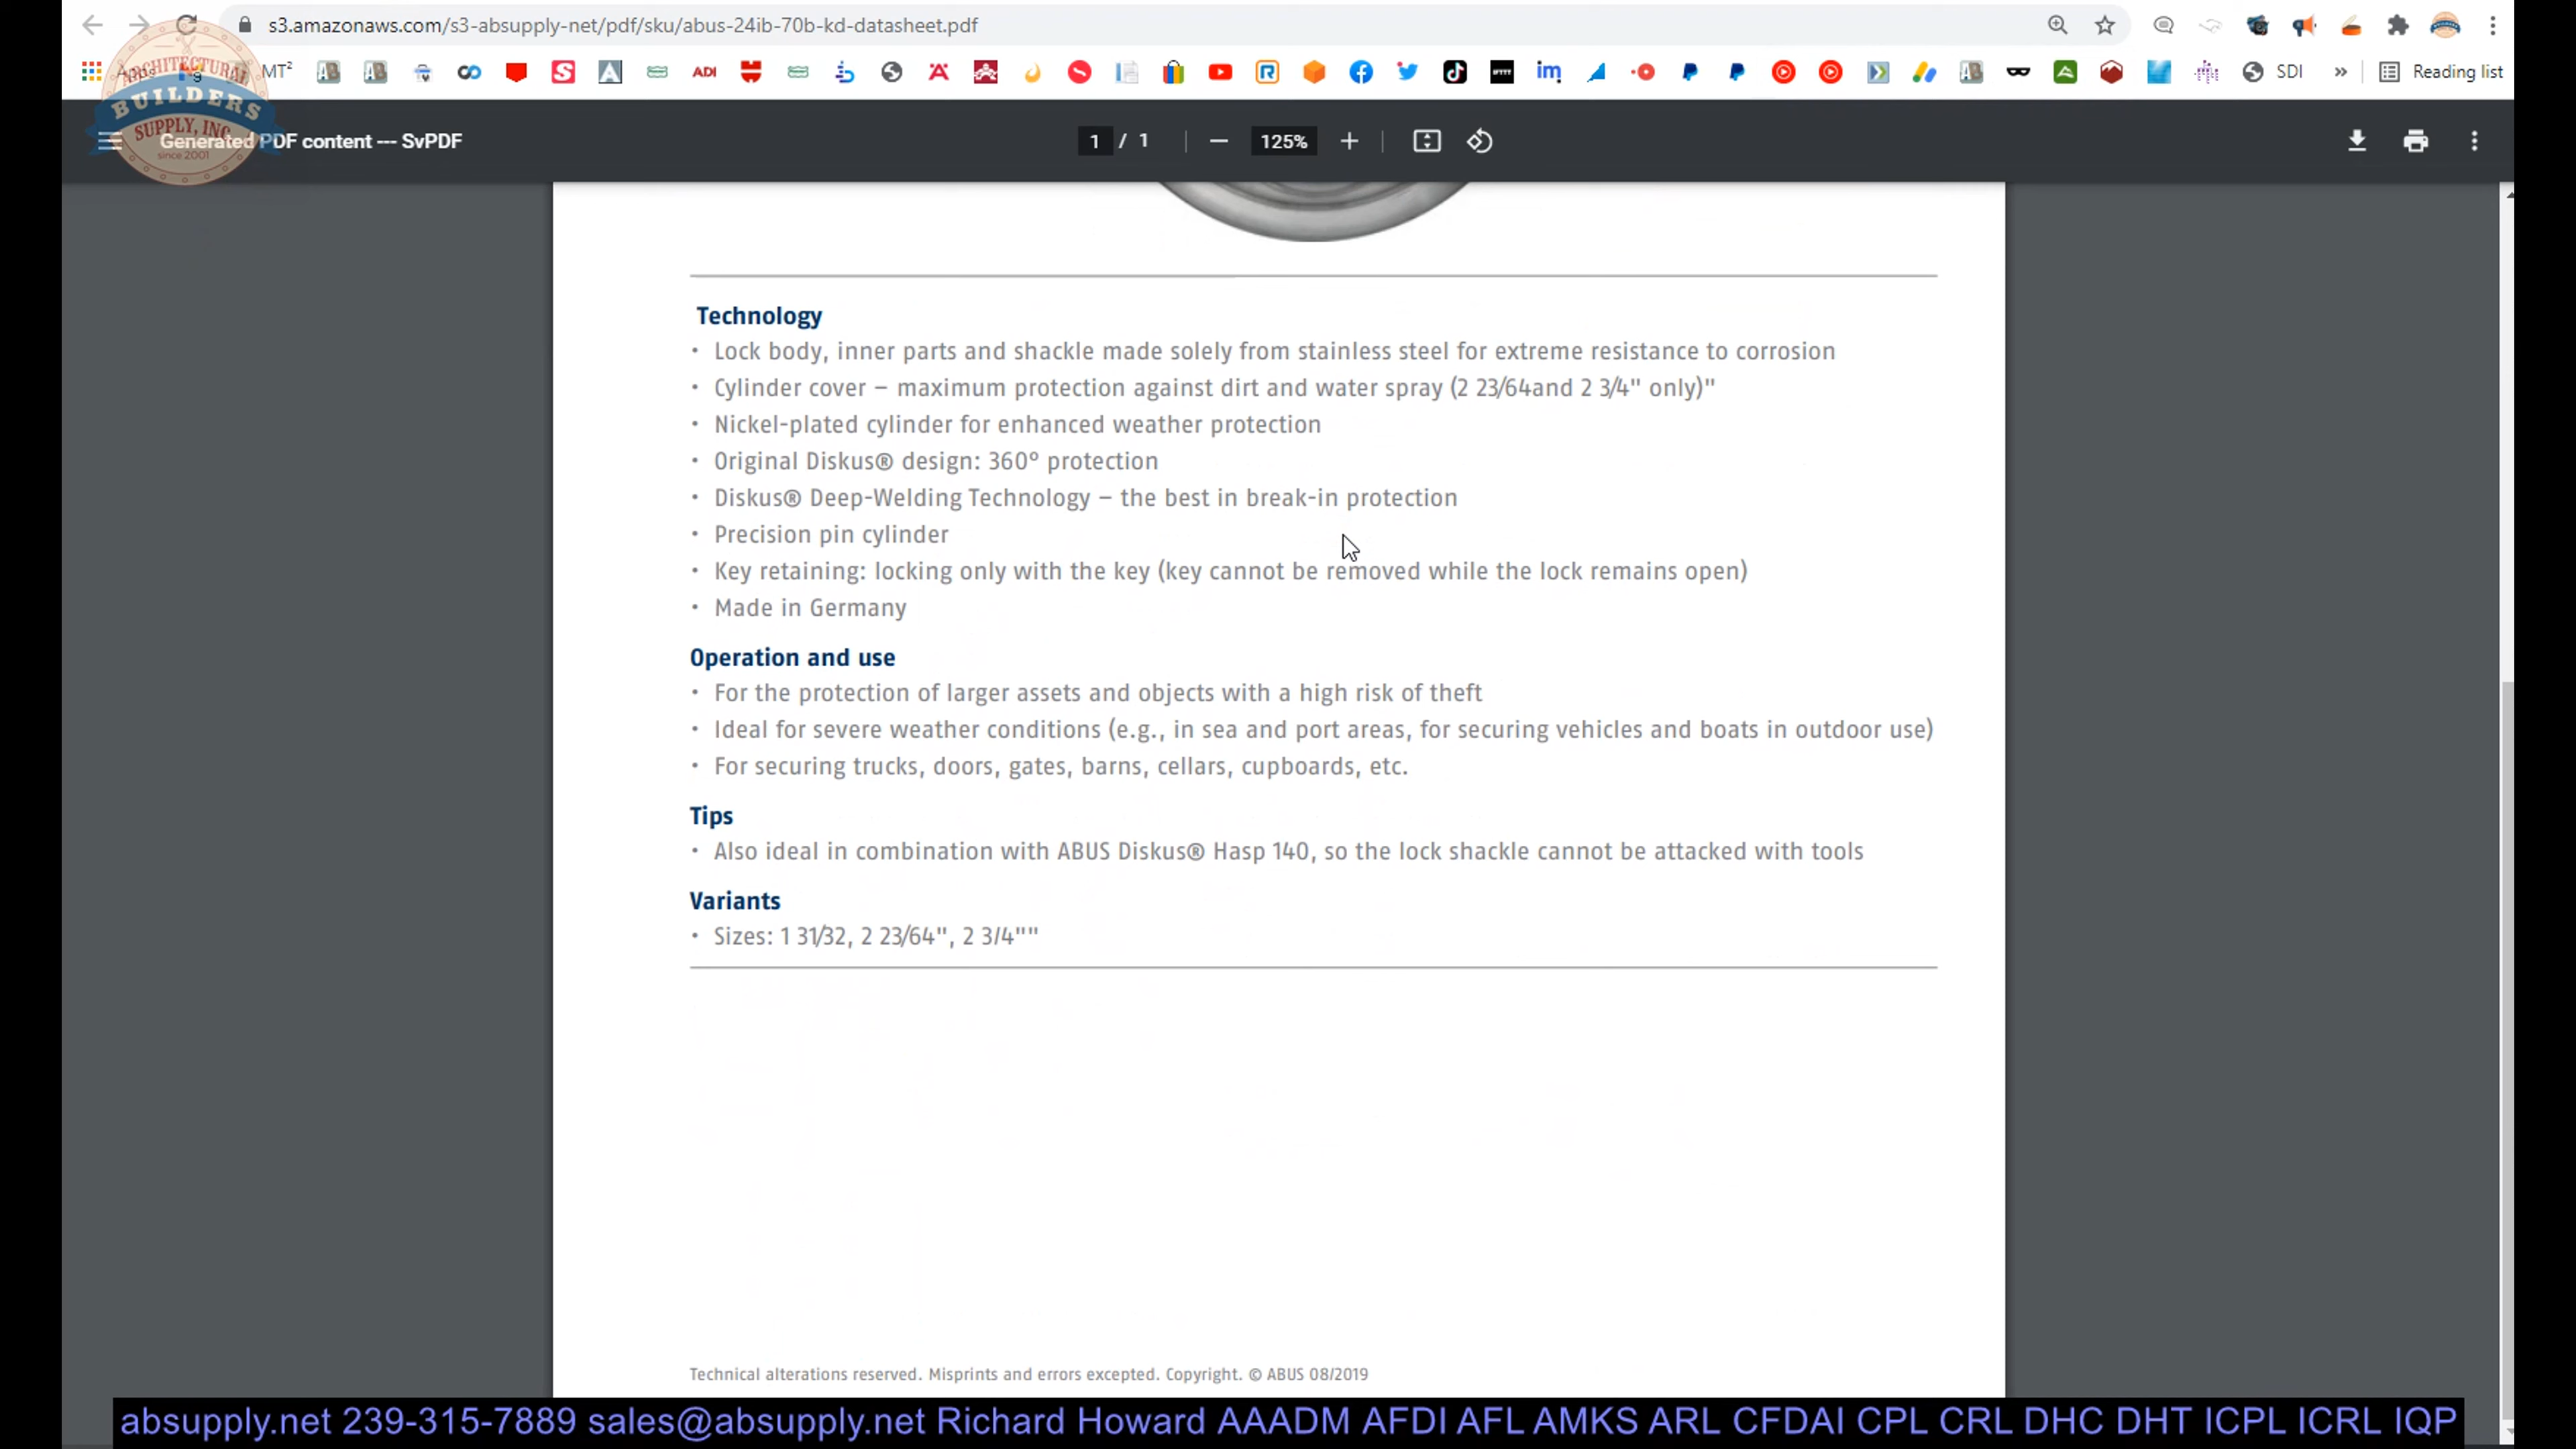 s3.amazonaws.com/s3-absupply-net/pdf/sku/abus-24ib-70b-kd-datasheet.pdf
MT² ADI IFTTT im SDI » Reading list
ARCHITECTURAL
BUILDERS
SUPPLY, INC
since 2001
Generated PDF content --- SvPDF 1 / 1 125%
Technology
• Lock body, inner parts and shackle made solely from stainless steel for extreme resistance to corrosion
• Cylinder cover – maximum protection against dirt and water spray (2 23/64and 2 3/4" only)"
• Nickel-plated cylinder for enhanced weather protection
• Original Diskus® design: 360° protection
• Diskus® Deep-Welding Technology – the best in break-in protection
• Precision pin cylinder
• Key retaining: locking only with the key (key cannot be removed while the lock remains open)
• Made in Germany
Operation and use
• For the protection of larger assets and objects with a high risk of theft
• Ideal for severe weather conditions (e.g., in sea and port areas, for securing vehicles and boats in outdoor use)
• For securing trucks, doors, gates, barns, cellars, cupboards, etc.
Tips
• Also ideal in combination with ABUS Diskus® Hasp 140, so the lock shackle cannot be attacked with tools
Variants
• Sizes: 1 31/32, 2 23/64", 2 3/4""
Technical alterations reserved. Misprints and errors excepted. Copyright. © ABUS 08/2019
absupply.net 239-315-7889 sales@absupply.net Richard Howard AAADM AFDI AFL AMKS ARL CFDAI CPL CRL DHC DHT ICPL ICRL IQP